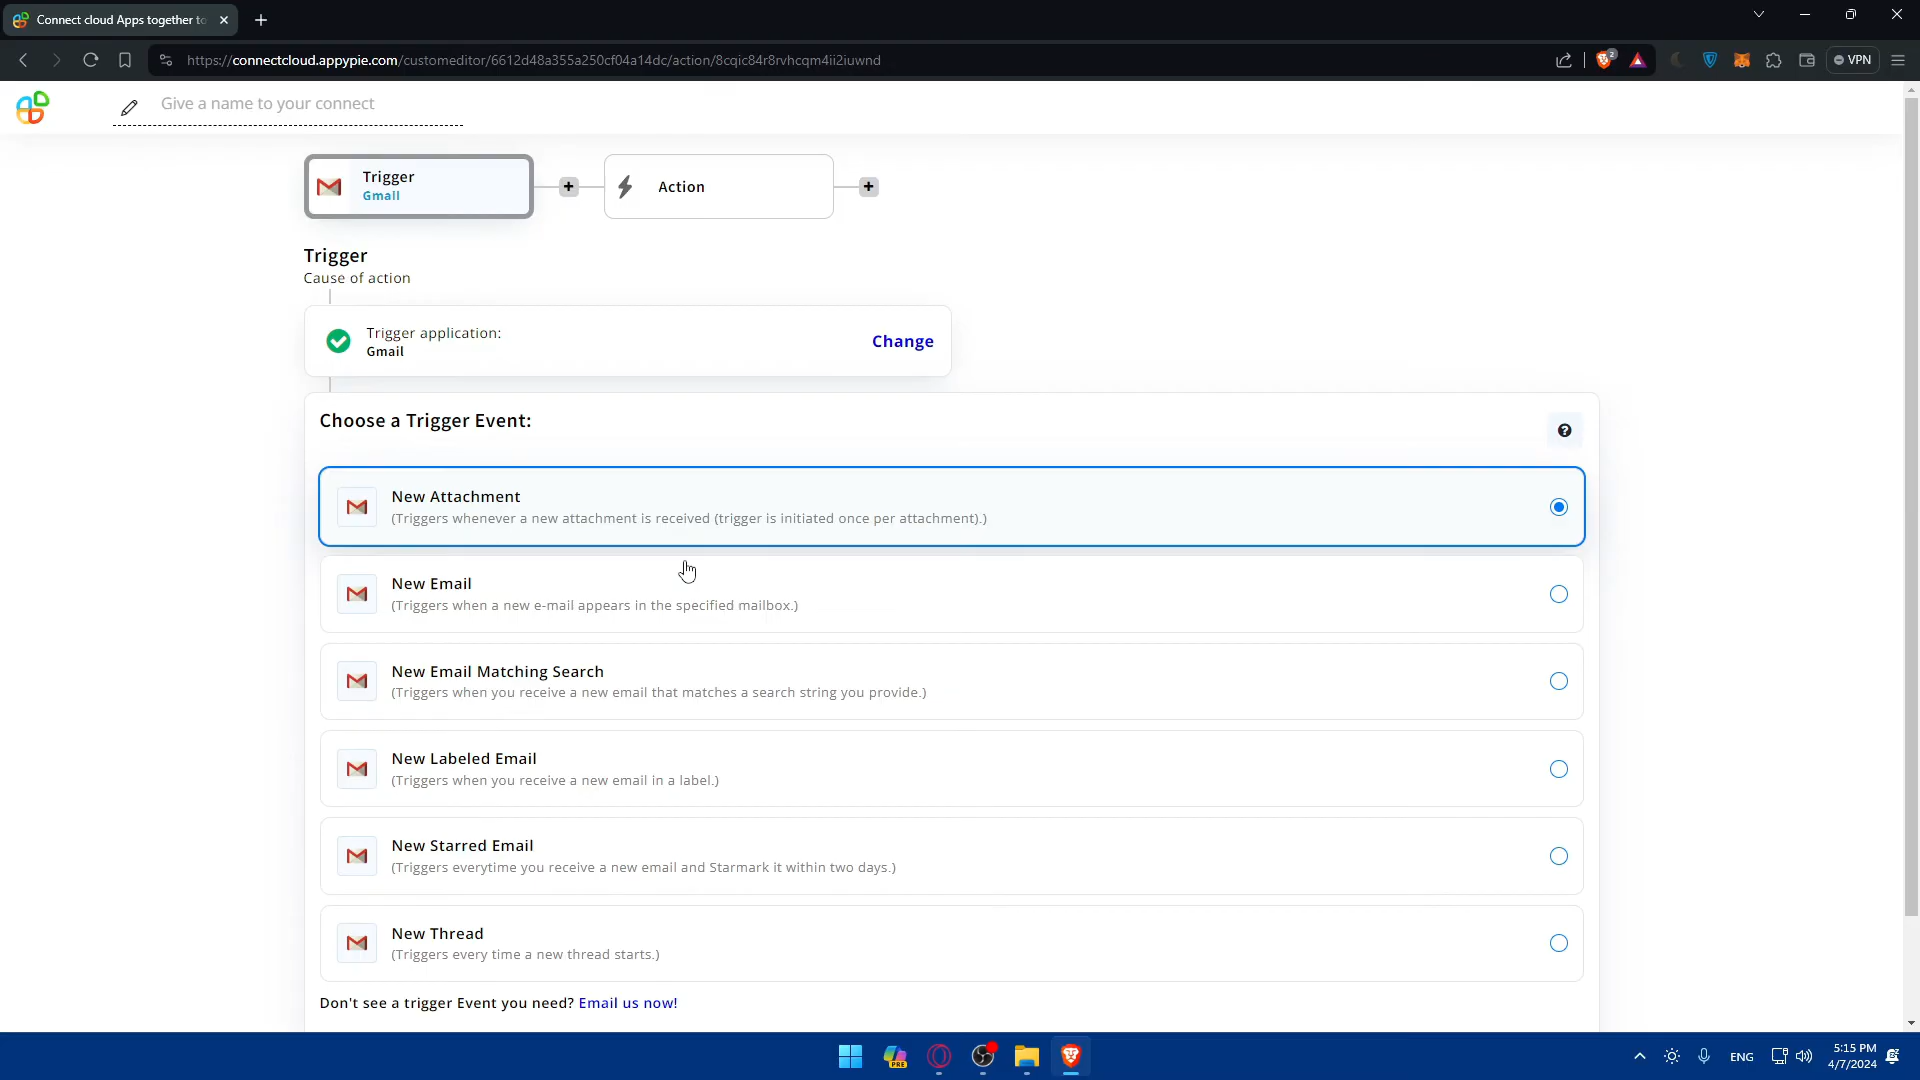 Connect cloud Apps together to
https://connectcloud.appypie.com/customeditor/6612d48a355a250cf04a14dc/action/8cqic84r8rvhcqm4ii2iuwnd
2
VPN
Give a name to your connect
Trigger
Gmail
Action
Trigger
Cause of action
Trigger application:
Gmail
Change
Choose a Trigger Event:
New Attachment
(Triggers whenever a new attachment is received (trigger is initiated once per attachment).)
New Email
(Triggers when a new e-mail appears in the specified mailbox.)
New Email Matching Search
(Triggers when you receive a new email that matches a search string you provide.)
New Labeled Email
(Triggers when you receive a new email in a label.)
New Starred Email
(Triggers everytime you receive a new email and Starmark it within two days.)
New Thread
(Triggers every time a new thread starts.)
Don't see a trigger Event you need? Email us now!
PRE
ENG
5:15 PM
4/7/2024